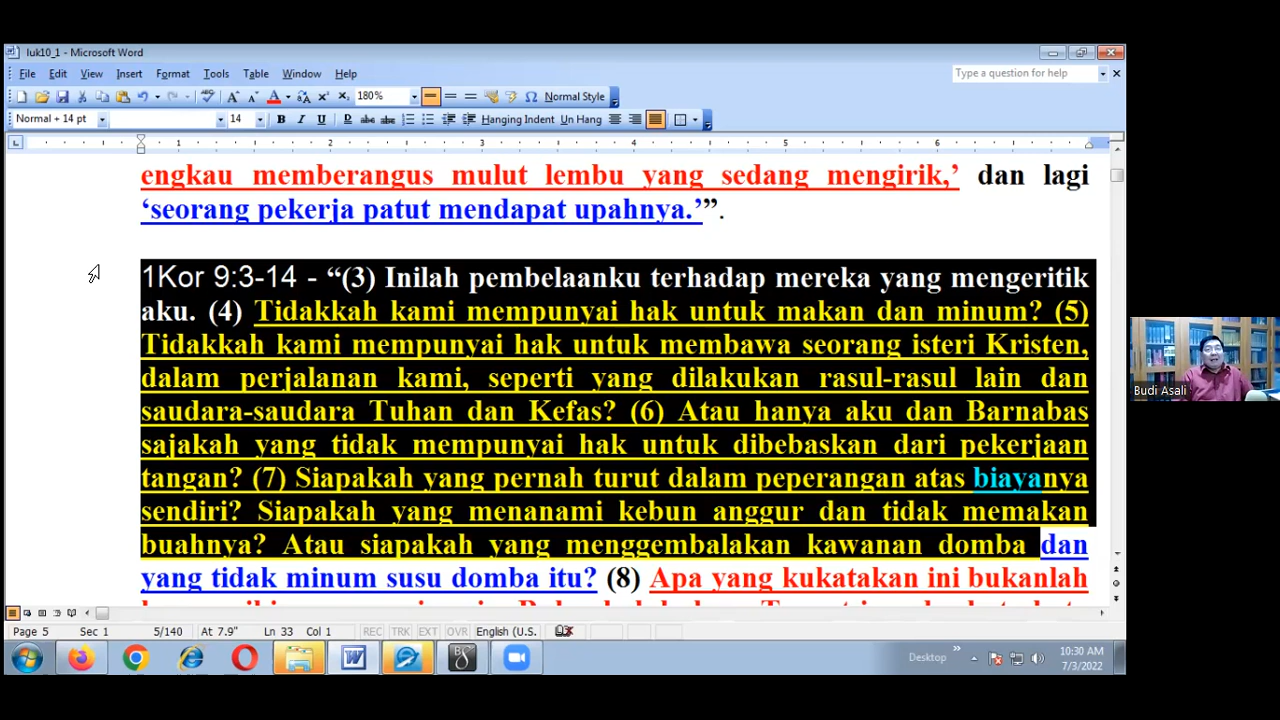 luk10_1 - Microsoft Word
File Edit View Insert Format Tools Table Window Help
Type a question for help
180%
Normal Style
Normal + 14 pt
14
B I U
Hanging Indent Un Hang
1 2 3 4 5 6
engkau memberangus mulut lembu yang sedang mengirik,’ dan lagi
‘seorang pekerja patut mendapat upahnya.’”.
1Kor 9:3-14 - “(3) Inilah pembelaanku terhadap mereka yang mengeritik
aku. (4) Tidakkah kami mempunyai hak untuk makan dan minum? (5)
Tidakkah kami mempunyai hak untuk membawa seorang isteri Kristen,
dalam perjalanan kami, seperti yang dilakukan rasul-rasul lain dan
saudara-saudara Tuhan dan Kefas? (6) Atau hanya aku dan Barnabas
sajakah yang tidak mempunyai hak untuk dibebaskan dari pekerjaan
tangan? (7) Siapakah yang pernah turut dalam peperangan atas biayanya
sendiri? Siapakah yang menanami kebun anggur dan tidak memakan
buahnya? Atau siapakah yang menggembalakan kawanan domba dan
yang tidak minum susu domba itu? (8) Apa yang kukatakan ini bukanlah
Budi Asali
Page 5 Sec 1 5/140 At 7.9" Ln 33 Col 1 REC TRK EXT OVR English (U.S.
Desktop
10:30 AM
7/3/2022